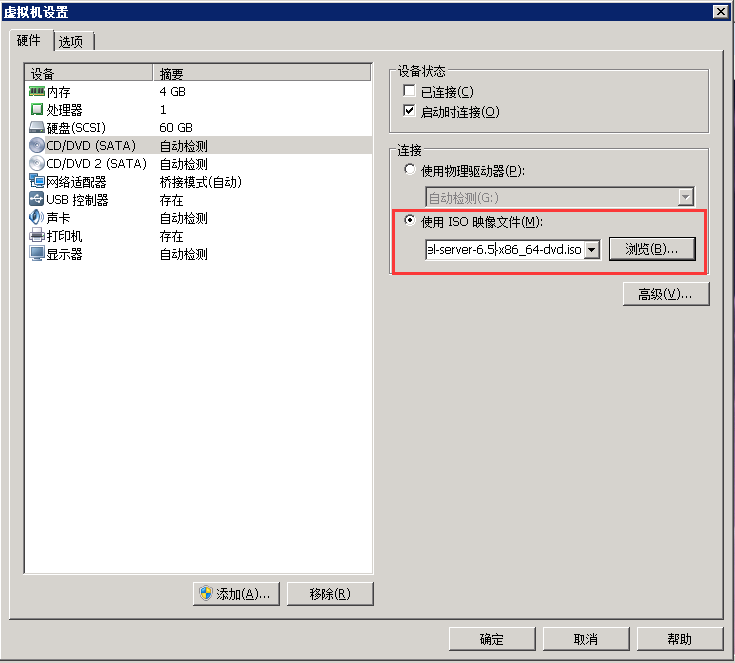 虚拟机设置
硬件 选项
设备 摘要
内存 4 GB
处理器 1
硬盘(SCSI) 60 GB
CD/DVD (SATA) 自动检测
CD/DVD 2 (SATA) 自动检测
网络适配器 桥接模式(自动)
USB 控制器 存在
声卡 自动检测
打印机 存在
显示器 自动检测
添加(A)... 移除(R)
设备状态
已连接(C)
启动时连接(O)
连接
使用物理驱动器(P):
自动检测(G:)
使用 ISO 映像文件(M):
el-server-6.5-x86_64-dvd.iso 浏览(B)...
高级(V)...
确定 取消 帮助